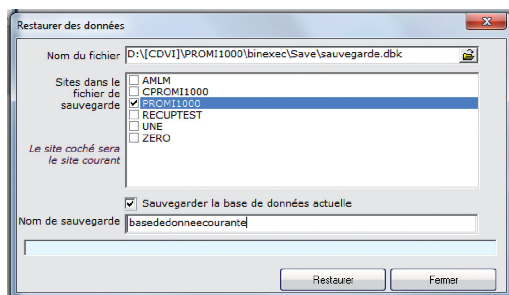 Restaurer des données
Nom du fichier D:\[CDVI]\PROMI1000\binexec\Save\sauvegarde.dbk
Sites dans le fichier de sauvegarde
AMLM
CPROMI1000
PROMI1000
RECUPTEST
UNE
ZERO
Le site coché sera
le site courant
Sauvegarder la base de données actuelle
Nom de sauvegarde basededonneecourante
Restaurer Fermer